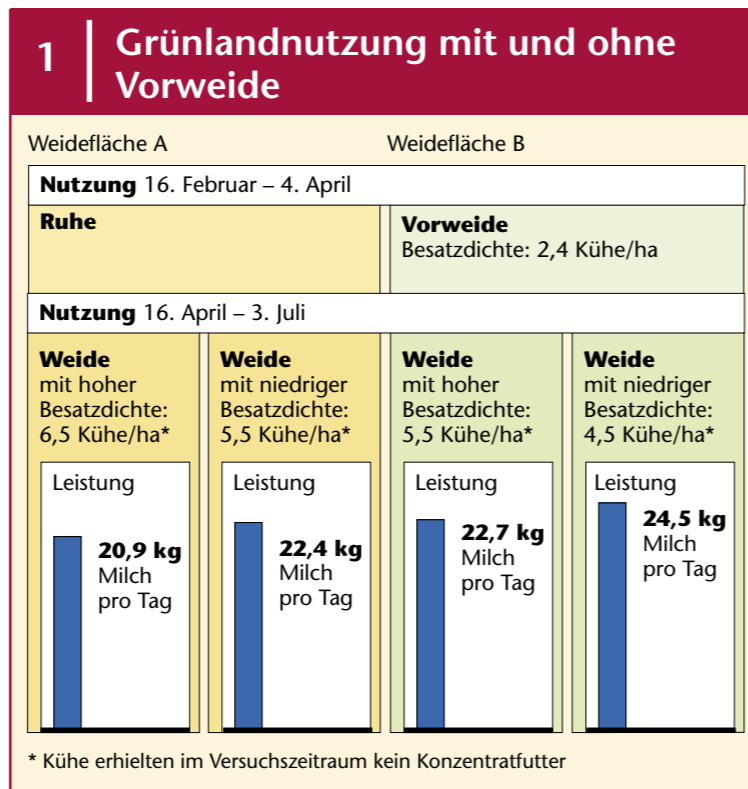 1
Grünlandnutzung mit und ohne
Vorweide
Weidefläche A
Weidefläche B
Nutzung 16. Februar – 4. April
Ruhe
Vorweide
Besatzdichte: 2,4 Kühe/ha
Nutzung 16. April – 3. Juli
Weide
mit hoher
Besatzdichte:
6,5 Kühe/ha*
Leistung
20,9 kg
Milch
pro Tag
Weide
mit niedriger
Besatzdichte:
5,5 Kühe/ha*
Leistung
22,4 kg
Milch
pro Tag
Weide
mit hoher
Besatzdichte:
5,5 Kühe/ha*
Leistung
22,7 kg
Milch
pro Tag
Weide
mit niedriger
Besatzdichte:
4,5 Kühe/ha*
Leistung
24,5 kg
Milch
pro Tag
* Kühe erhielten im Versuchszeitraum kein Konzentratfutter